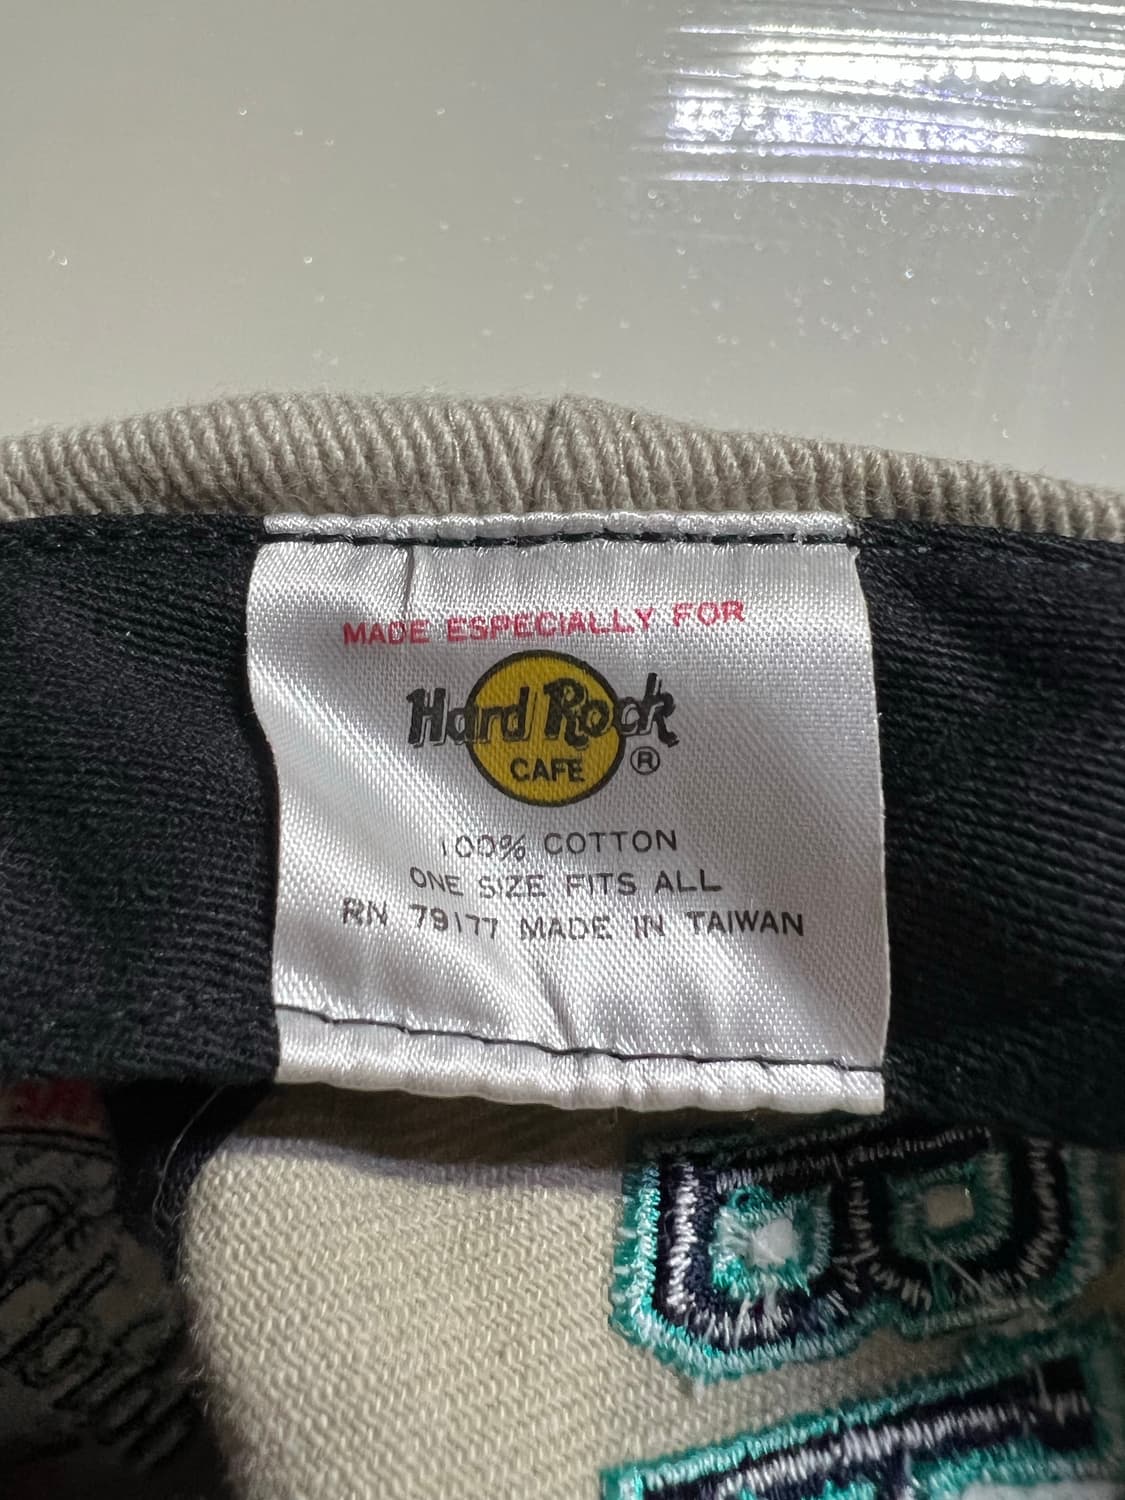 MADE ESPECIALLY FOR
Hard Rock
CAFE ®
100% COTTON
ONE SIZE FITS ALL
RN 79177 MADE IN TAIWAN